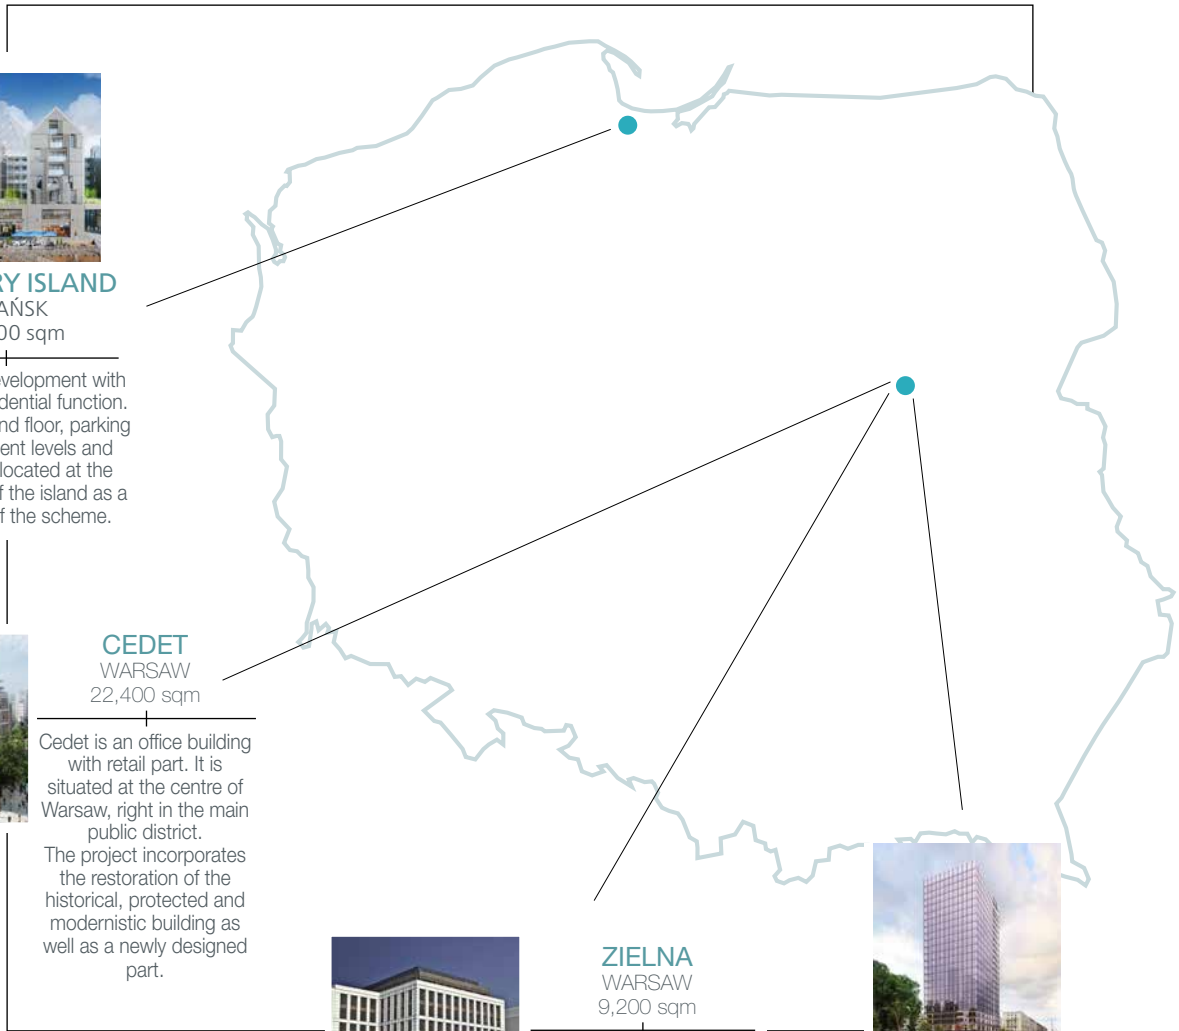 RY ISLAND
AŃSK
00 sqm
evelopment with
dential function.
nd floor, parking
ent levels and
located at the
f the island as a
f the scheme.
CEDET
WARSAW
22,400 sqm
Cedet is an office building
with retail part. It is
situated at the centre of
Warsaw, right in the main
public district.
The project incorporates
the restoration of the
historical, protected and
modernistic building as
well as a newly designed
part.
ZIELNA
WARSAW
9,200 sqm